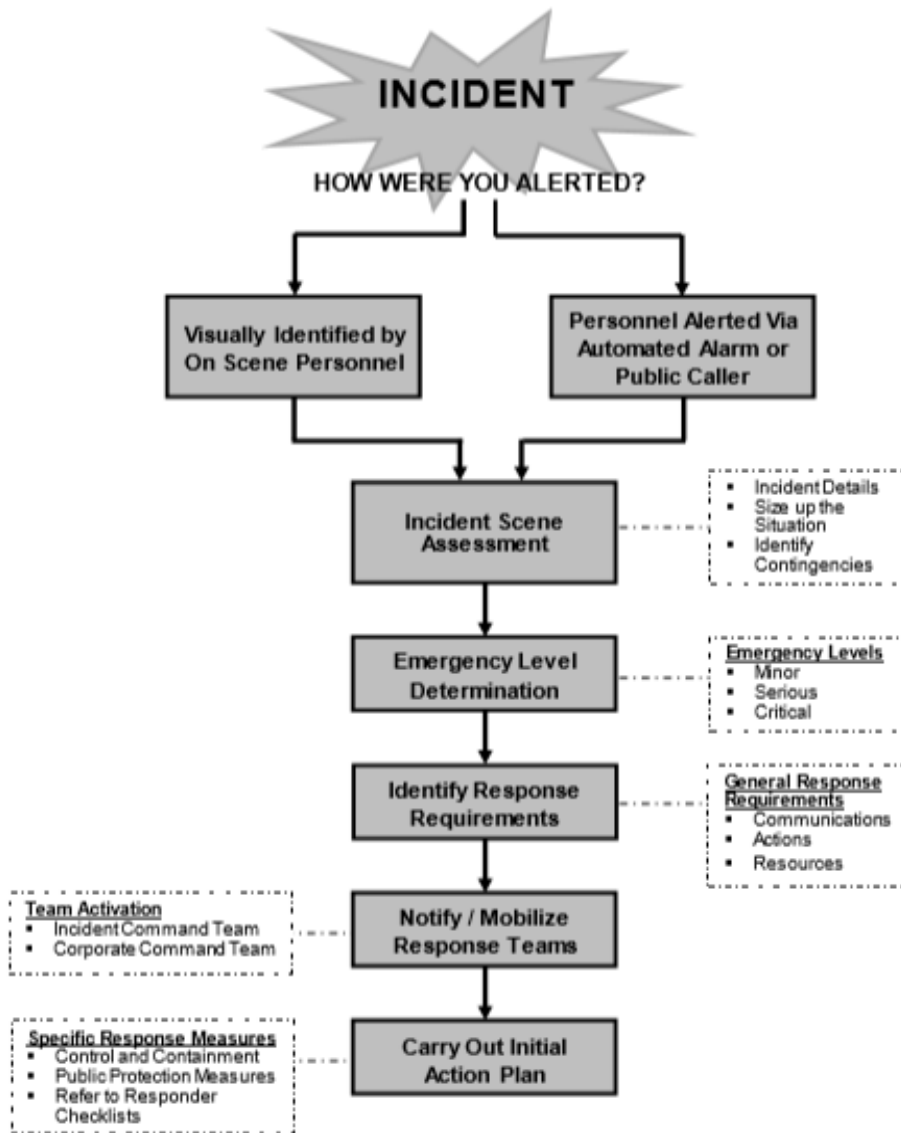 INCIDENT
HOW WERE YOU ALERTED?
Visually Identified by
On Scene Personnel
Personnel Alerted Via
Automated Alarm or
Public Caller
Incident Scene
Assessment
▪ Incident Details
▪ Size up the
Situation
▪ Identify
Contingencies
Emergency Level
Determination
Emergency Levels
▪ Minor
▪ Serious
▪ Critical
Identify Response
Requirements
General Response
Requirements
▪ Communications
▪ Actions
▪ Resources
Team Activation
▪ Incident Command Team
▪ Corporate Command Team
Notify / Mobilize
Response Teams
Specific Response Measures
▪ Control and Containment
▪ Public Protection Measures
▪ Refer to Responder
Checklists
Carry Out Initial
Action Plan